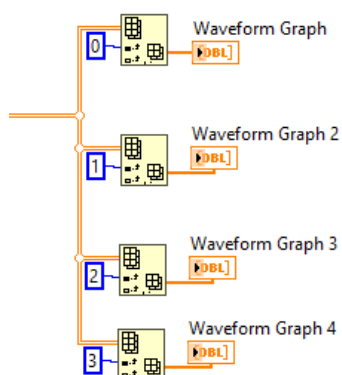 Waveform Graph
0
DBL
Waveform Graph 2
1
DBL
Waveform Graph 3
2
DBL
Waveform Graph 4
3
DBL